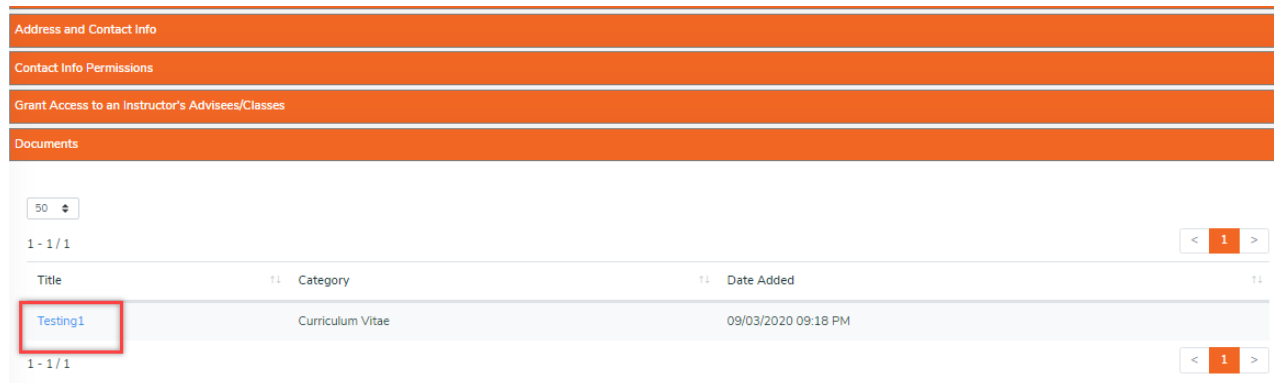 Address and Contact Info
Contact Info Permissions
Grant Access to an Instructor's Advisees/Classes
Documents
50
1 - 1 / 1
< 1 >
Title Category Date Added
Testing1 Curriculum Vitae 09/03/2020 09:18 PM
1 - 1 / 1
< 1 >